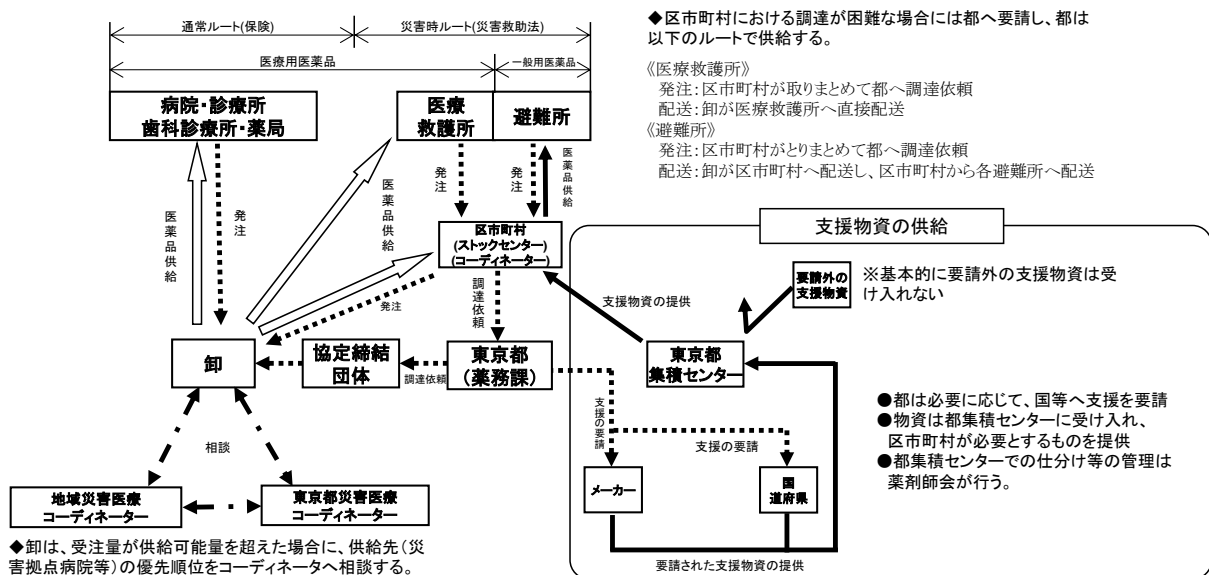 通常ルート(保険)
災害時ルート(災害救助法)
医療用医薬品
一般用医薬品
病院・診療所
歯科診療所・薬局
医療
救護所
避難所
医薬品供給
発注
医薬品供給
発注
発注
医薬品供給
区市町村
(ストックセンター)
(コーディネーター)
発注
調達依頼
卸
協定締結
団体
調達依頼
東京都
(薬務課)
相談
地域災害医療
コーディネーター
東京都災害医療
コーディネーター
◆卸は、受注量が供給可能量を超えた場合に、供給先(災
害拠点病院等)の優先順位をコーディネータへ相談する。
◆区市町村における調達が困難な場合には都へ要請し、都は
以下のルートで供給する。
《医療救護所》
発注:区市町村が取りまとめて都へ調達依頼
配送:卸が医療救護所へ直接配送
《避難所》
発注:区市町村がとりまとめて都へ調達依頼
配送:卸が区市町村へ配送し、区市町村から各避難所へ配送
支援物資の供給
要請外の
支援物資
※基本的に要請外の支援物資は受
け入れない
支援物資の提供
東京都
集積センター
支援の要請
支援の要請
メーカー
国
道府県
要請された支援物資の提供
●都は必要に応じて、国等へ支援を要請
●物資は都集積センターに受け入れ、
区市町村が必要とするものを提供
●都集積センターでの仕分け等の管理は
薬剤師会が行う。